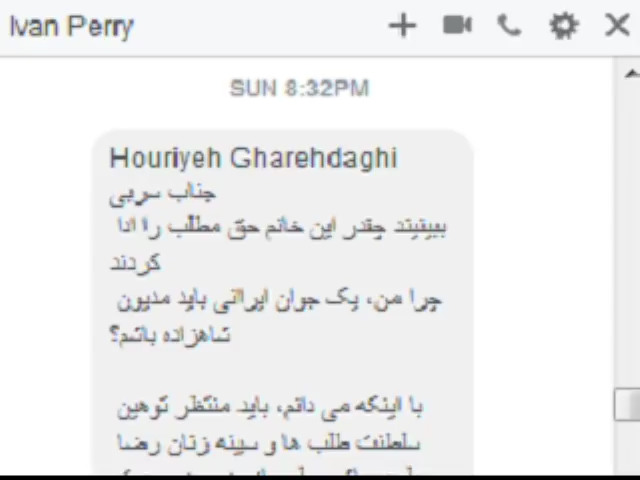 Ivan Perry
SUN 8:32PM
Houriyeh Gharehdaghi
جناب سربی
ببینیتد چقدر این خانم حق مطلب را ادا
کردند
چرا من، یک جوان ایرانی باید مدیون
شاهزاده باشم؟
با اینکه می دانم، باید منتظر توهین
سلطنت طلب ها و سینه زنان رضا